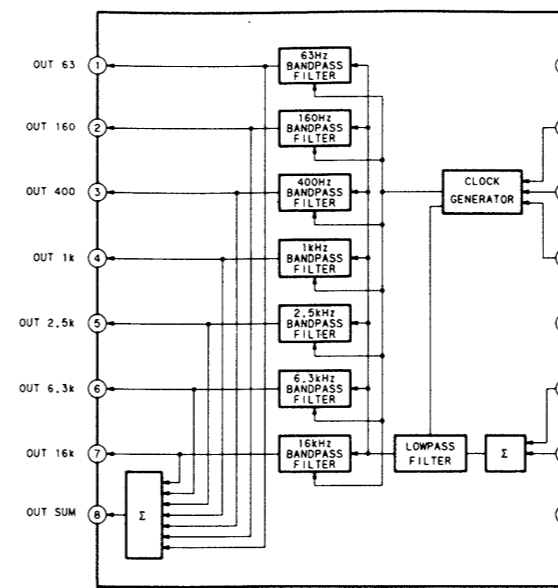 OUT 63
1
63Hz
BANDPASS
FILTER
OUT 160
2
160Hz
BANDPASS
FILTER
OUT 400
3
400Hz
BANDPASS
FILTER
CLOCK
GENERATOR
OUT 1k
4
1kHz
BANDPASS
FILTER
OUT 2.5k
5
2.5kHz
BANDPASS
FILTER
OUT 6.3k
6
6.3kHz
BANDPASS
FILTER
OUT 16k
7
16kHz
BANDPASS
FILTER
LOWPASS
FILTER
Σ
OUT SUM
8
Σ